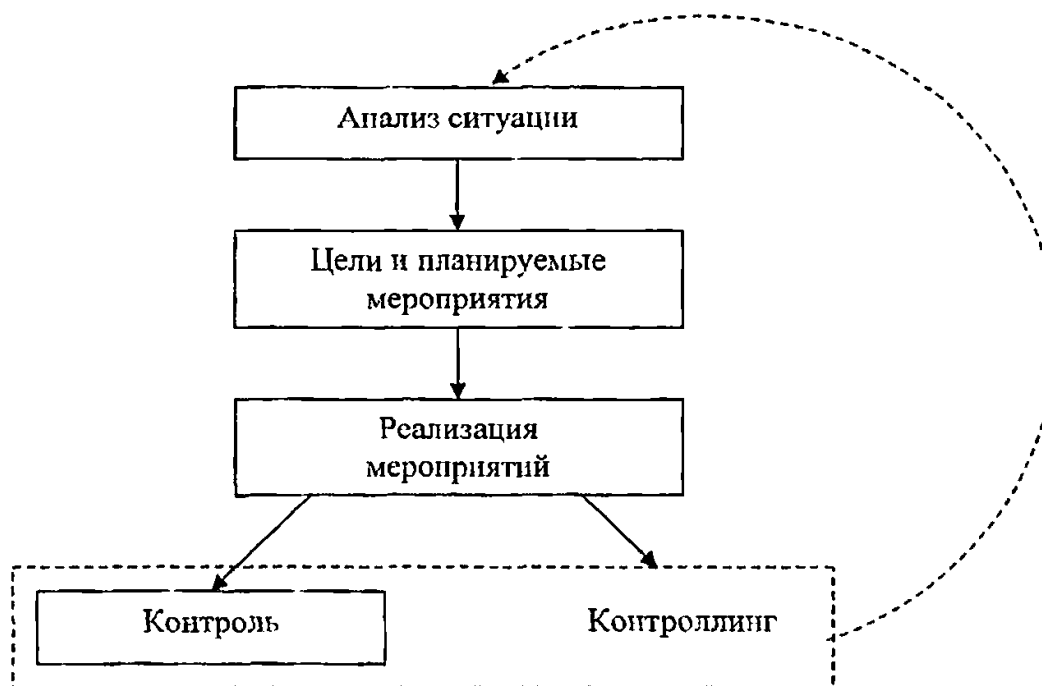 Анализ ситуации
Цели и планируемые
мероприятия
Реализация
мероприятий
Контроль
Контроллинг